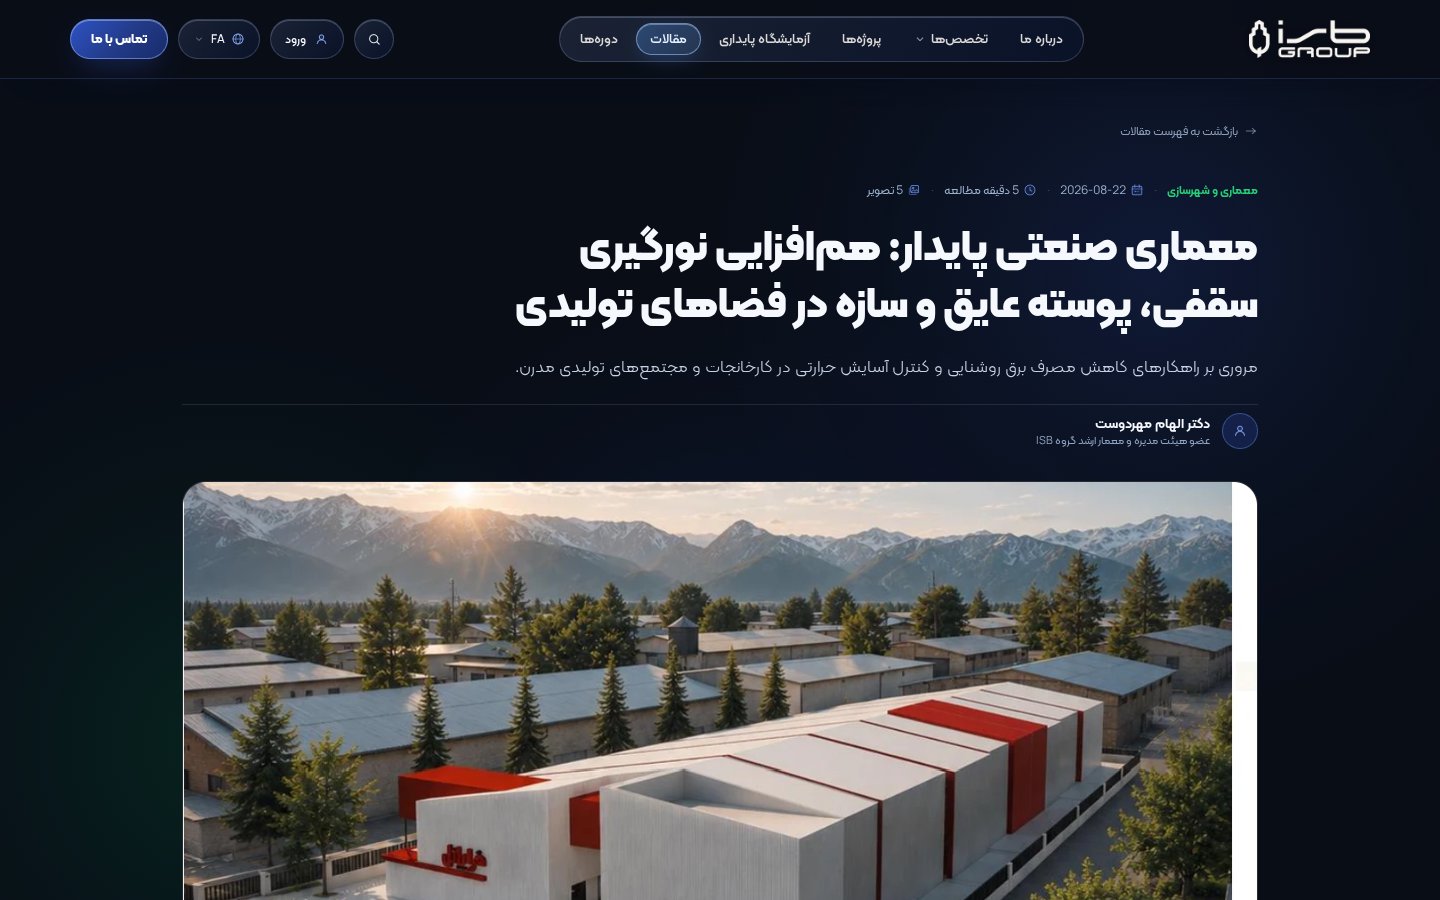 isb GROUP
درباره ما
تخصص‌ها
پروژه‌ها
آزمایشگاه پایداری
مقالات
دوره‌ها
ورود
FA
تماس با ما
بازگشت به فهرست مقالات
معماری و شهرسازی · 2026-08-22 · 5 دقیقه مطالعه · 5 تصویر
معماری صنعتی پایدار: هم‌افزایی نورگیری
سقفی، پوسته عایق و سازه در فضاهای تولیدی
مروری بر راهکارهای کاهش مصرف برق روشنایی و کنترل آسایش حرارتی در کارخانجات و مجتمع‌های تولیدی مدرن.
دکتر الهام مهردوست
عضو هیئت مدیره و معمار ارشد گروه ISB